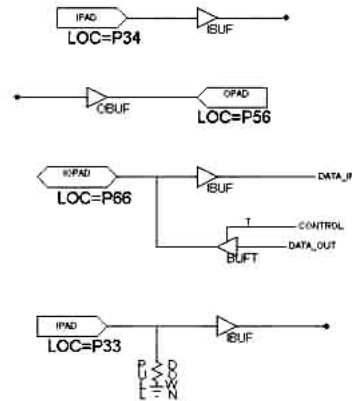 IPAD
IBUF
LOC=P34
OPAD
OBUF
LOC=P56
IOPAD
IBUF
DATA_IN
LOC=P66
T
CONTROL
DATA_OUT
BUFT
IPAD
IBUF
LOC=P33
PULL
DOWN